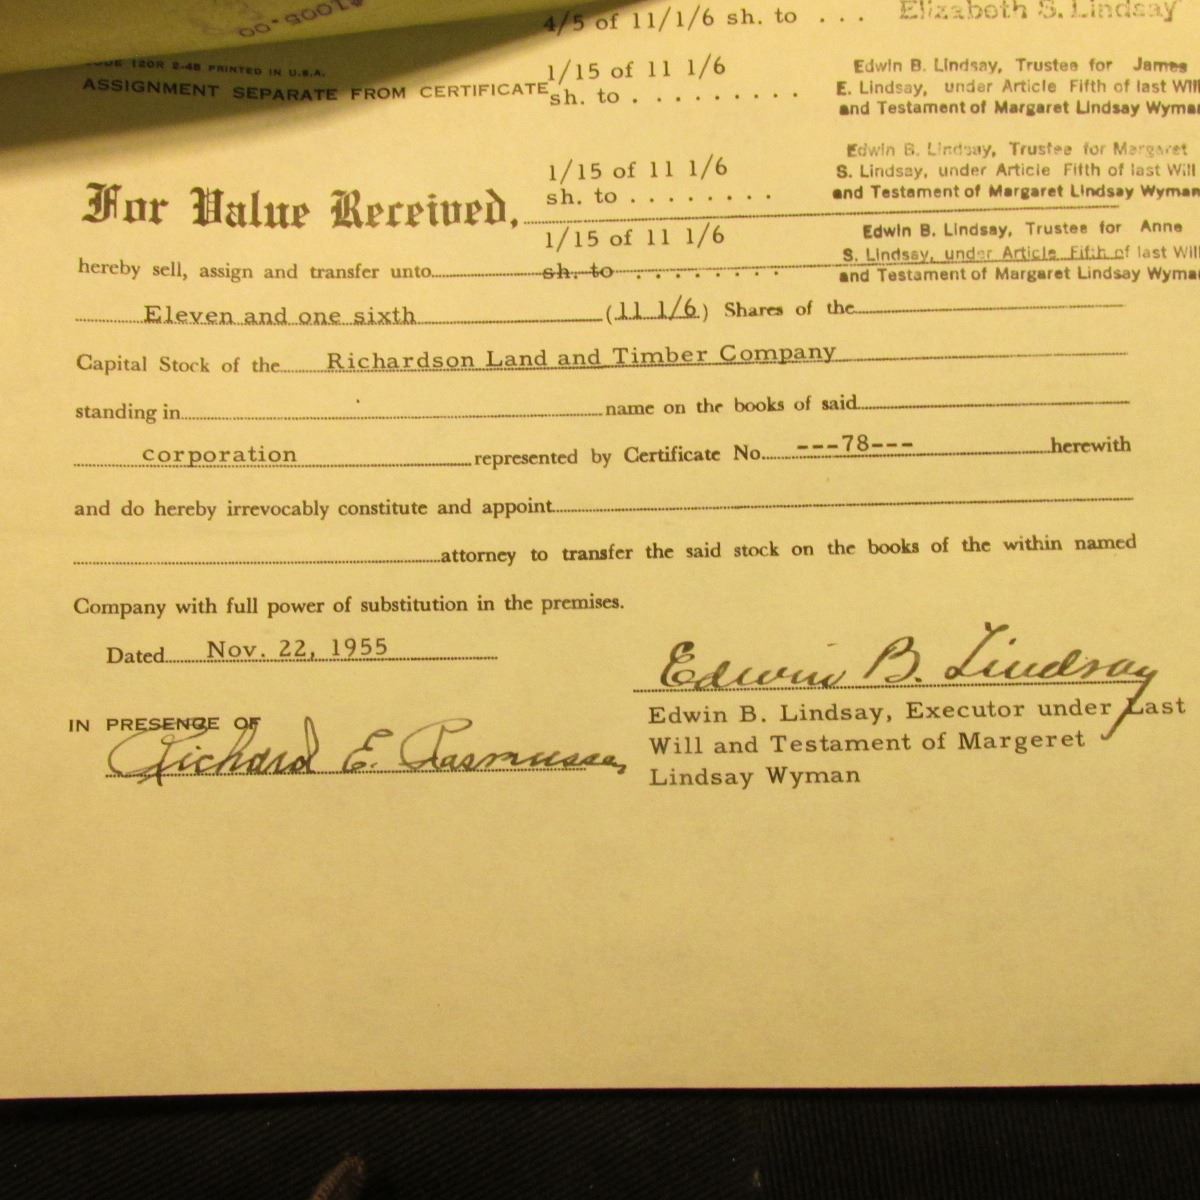 41005-00
4/5 of 11/1/6 sh. to . . . Elizabeth S. Lindsay
120R 2-48 PRINTED IN U.S.A.
ASSIGNMENT SEPARATE FROM CERTIFICATE
1/15 of 11 1/6
sh. to . . . . . . . . .
Edwin B. Lindsay, Trustee for James
E. Lindsay, under Article Fifth of last Will
and Testament of Margaret Lindsay Wyman
1/15 of 11 1/6
sh. to . . . . . . . .
Edwin B. Lindsay, Trustee for Margaret
S. Lindsay, under Article Fifth of last Will
and Testament of Margaret Lindsay Wyman
For Value Received,
1/15 of 11 1/6
Edwin B. Lindsay, Trustee for Anne
S. Lindsay, under Article Fifth of last Will
and Testament of Margaret Lindsay Wyman
hereby sell, assign and transfer unto sh. to . . . . . . . .
Eleven and one sixth (11 1/6) Shares of the
Capital Stock of the Richardson Land and Timber Company
standing in name on the books of said
corporation represented by Certificate No. ---78--- herewith
and do hereby irrevocably constitute and appoint
attorney to transfer the said stock on the books of the within named
Company with full power of substitution in the premises.
Dated Nov. 22, 1955
Edwin B. Lindsay
Edwin B. Lindsay, Executor under Last
Will and Testament of Margeret
Lindsay Wyman
IN PRESENCE OF
Richard E. Rasmussen